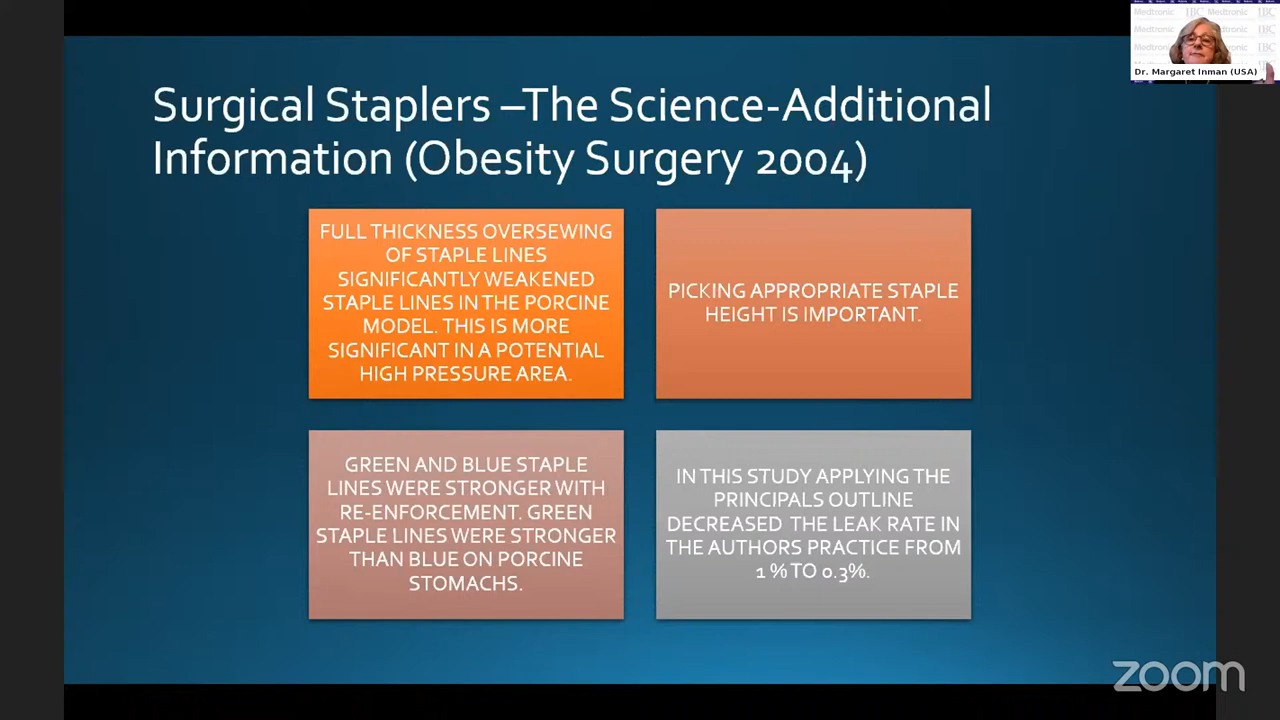 Medtronic IBC Medtronic IBC
Dr. Margaret Inman (USA)
Surgical Staplers –The Science-Additional
Information (Obesity Surgery 2004)
FULL THICKNESS OVERSEWING
OF STAPLE LINES
SIGNIFICANTLY WEAKENED
STAPLE LINES IN THE PORCINE
MODEL. THIS IS MORE
SIGNIFICANT IN A POTENTIAL
HIGH PRESSURE AREA.
PICKING APPROPRIATE STAPLE
HEIGHT IS IMPORTANT.
GREEN AND BLUE STAPLE
LINES WERE STRONGER WITH
RE-ENFORCEMENT. GREEN
STAPLE LINES WERE STRONGER
THAN BLUE ON PORCINE
STOMACHS.
IN THIS STUDY APPLYING THE
PRINCIPALS OUTLINE
DECREASED THE LEAK RATE IN
THE AUTHORS PRACTICE FROM
1 % TO 0.3%.
zoom